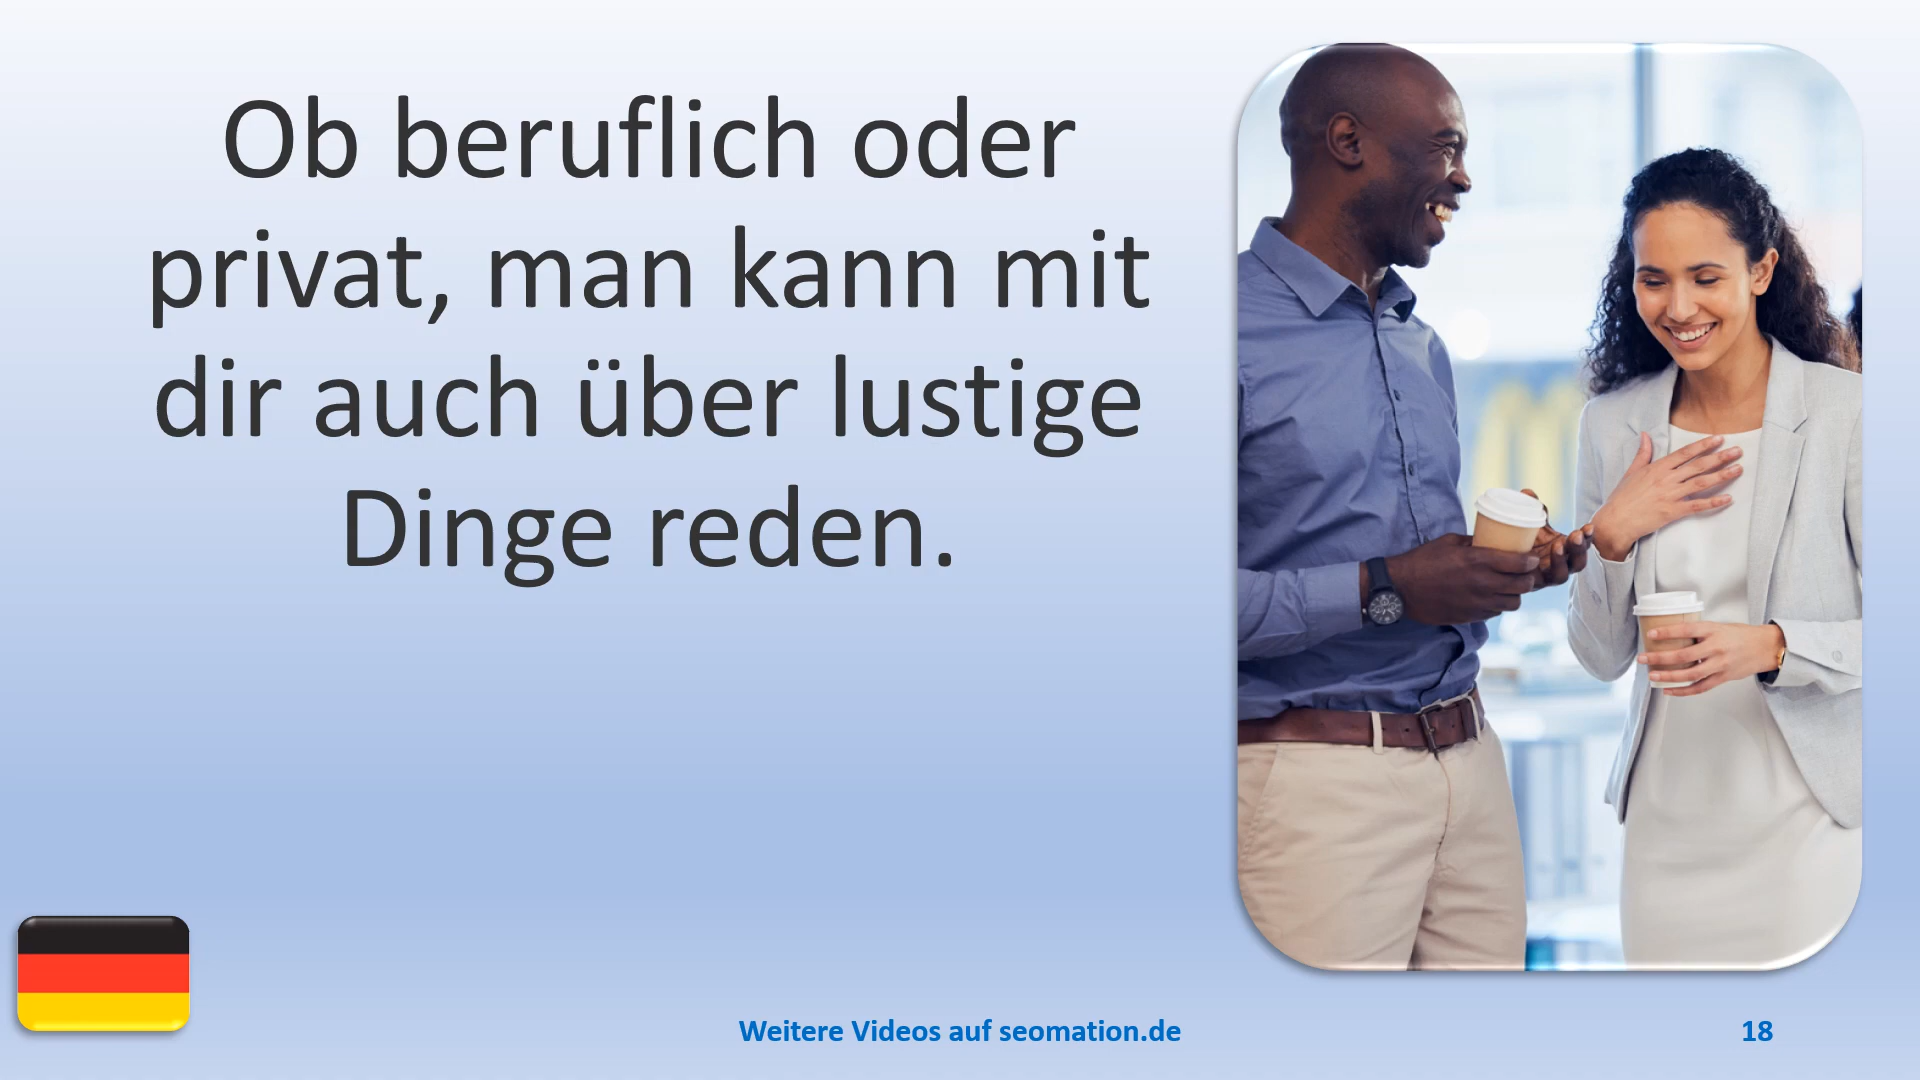 Ob beruflich oder
privat, man kann mit
dir auch über lustige
Dinge reden.
Weitere Videos auf seomation.de
18